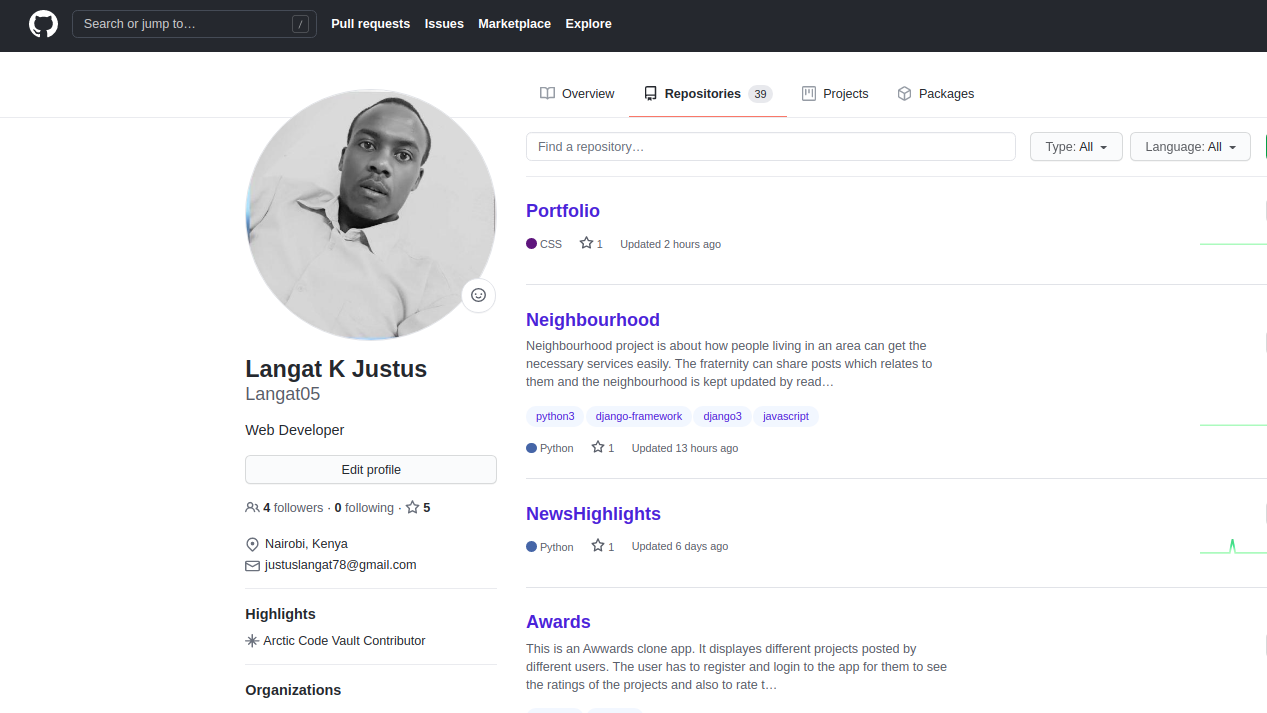 Search or jump to…
/
Pull requests
Issues
Marketplace
Explore
Overview
Repositories 39
Projects
Packages
Langat K Justus
Langat05
Web Developer
Edit profile
4 followers · 0 following · 5
Nairobi, Kenya
justuslangat78@gmail.com
Highlights
Arctic Code Vault Contributor
Organizations
Find a repository…
Type: All
Language: All
Portfolio
CSS 1 Updated 2 hours ago
Neighbourhood
Neighbourhood project is about how people living in an area can get the
necessary services easily. The fraternity can share posts which relates to
them and the neighbourhood is kept updated by read…
python3 django-framework django3 javascript
Python 1 Updated 13 hours ago
NewsHighlights
Python 1 Updated 6 days ago
Awards
This is an Awwards clone app. It displayes different projects posted by
different users. The user has to register and login to the app for them to see
the ratings of the projects and also to rate t…